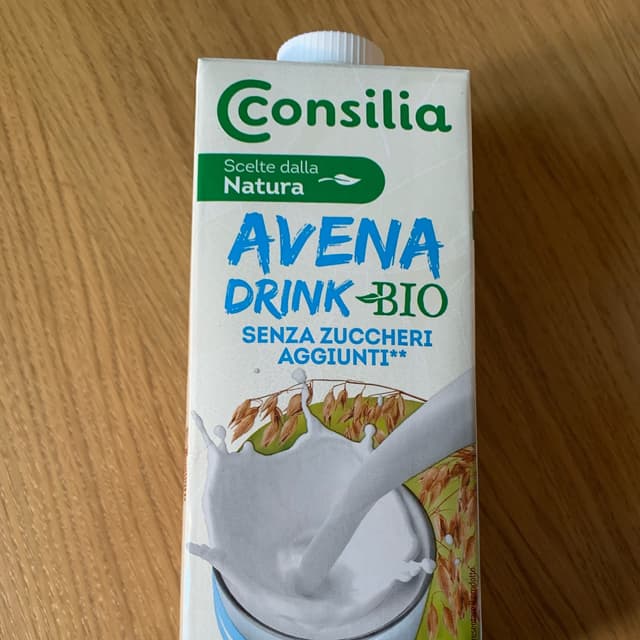 Consilia
Scelte dalla
Natura
AVENA
DRINK BIO
SENZA ZUCCHERI
AGGIUNTI**